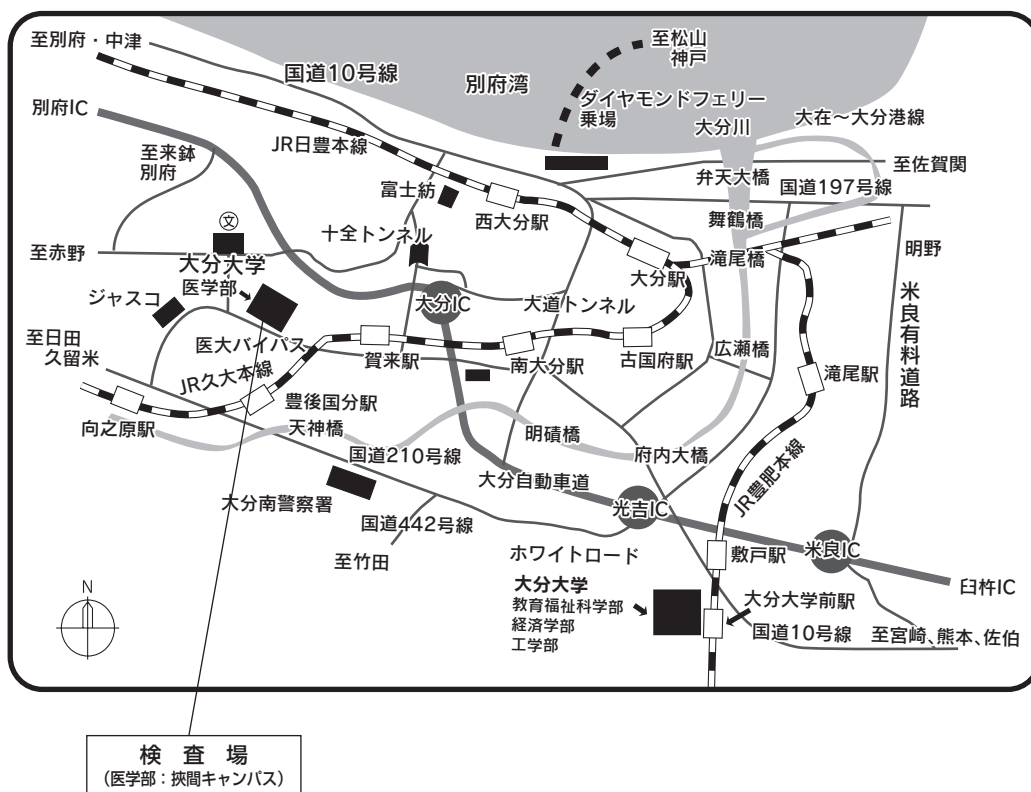 至別府・中津
国道10号線
別府湾
至松山
神戸
ダイヤモンドフェリー
乗場
大分川
大在～大分港線
別府IC
JR日豊本線
至来鉢
別府
富士紡
西大分駅
弁天大橋
至佐賀関
国道197号線
舞鶴橋
文
十全トンネル
至赤野
大分大学
医学部
大分駅
滝尾橋
明野
ジャスコ
大分IC
大道トンネル
米良有料道路
至日田
久留米
医大バイパス
賀来駅
南大分駅
古国府駅
広瀬橋
滝尾駅
JR久大本線
豊後国分駅
向之原駅
天神橋
明磧橋
国道210号線
府内大橋
大分自動車道
JR豊肥本線
大分南警察署
国道442号線
光吉IC
至竹田
ホワイトロード
敷戸駅
米良IC
臼杵IC
大分大学
教育福祉科学部
経済学部
工学部
大分大学前駅
国道10号線
至宮崎、熊本、佐伯
N
検査場
（医学部：挾間キャンパス）